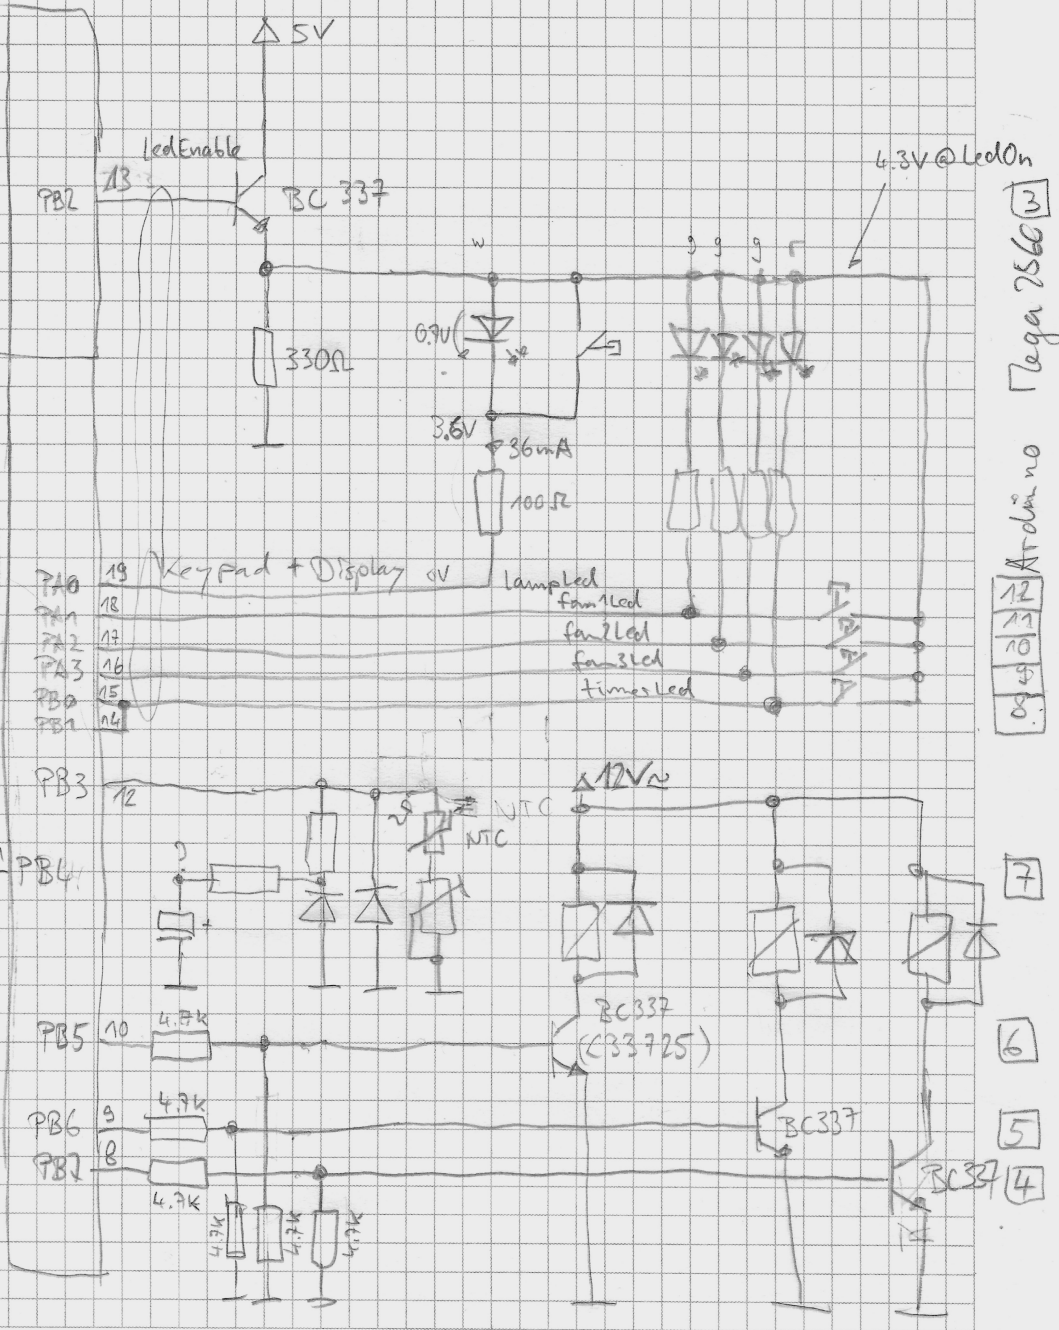 5V
ledEnable
PB2
13
BC 337
4.3V @ LedOn
w
g g g r
0.7V
330Ω
3.6V
36mA
100Ω
Keypad + Display
0V
PA0 19
lampLed
PA1 18
fan1Led
PA2 17
fan2Led
PA3 16
fan3Led
PB0 15
timerLed
PB1 14
Arduino Mega 2560
3
12
11
10
9
8
PB3
12
12V~
NTC
NTC
ϑ
PB4
?
+
7
PB5 10
4.7K
BC337
(C33725)
6
PB6 9
4.7K
BC337
5
PB7 8
4.7K
BC337
4
4.7K
4.7K
4.7K